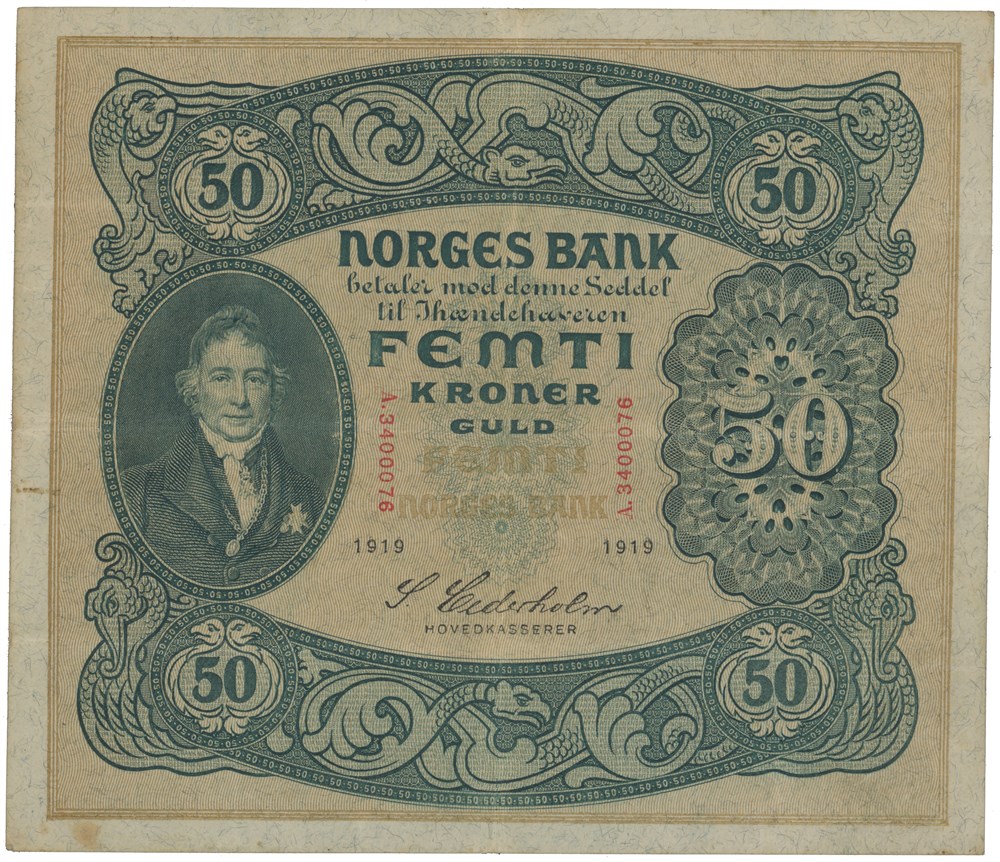 50
50
NORGES BANK
betaler mod denne Seddel
til Ihændehaveren
FEMTI
KRONER
GULD
FEMTI
NORGES BANK
A.3400076
A.3400076
50
1919
1919
S. Cederholm
HOVEDKASSERER
50
50